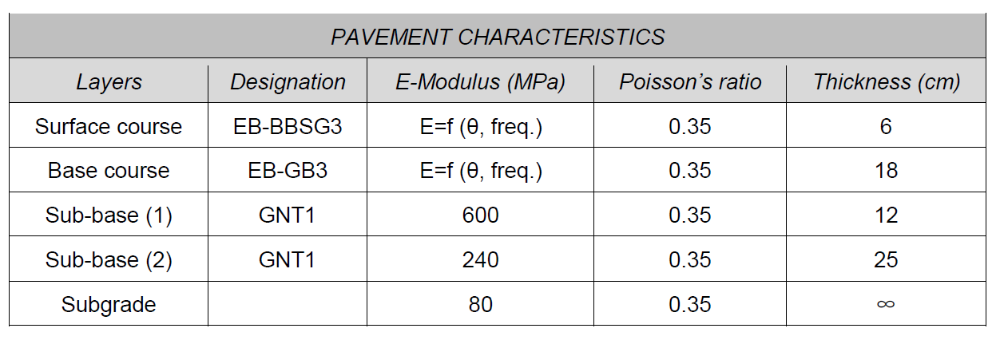 PAVEMENT CHARACTERISTICS
Layers Designation E-Modulus (MPa) Poisson’s ratio Thickness (cm)
Surface course EB-BBSG3 E=f (θ, freq.) 0.35 6
Base course EB-GB3 E=f (θ, freq.) 0.35 18
Sub-base (1) GNT1 600 0.35 12
Sub-base (2) GNT1 240 0.35 25
Subgrade 80 0.35 ∞